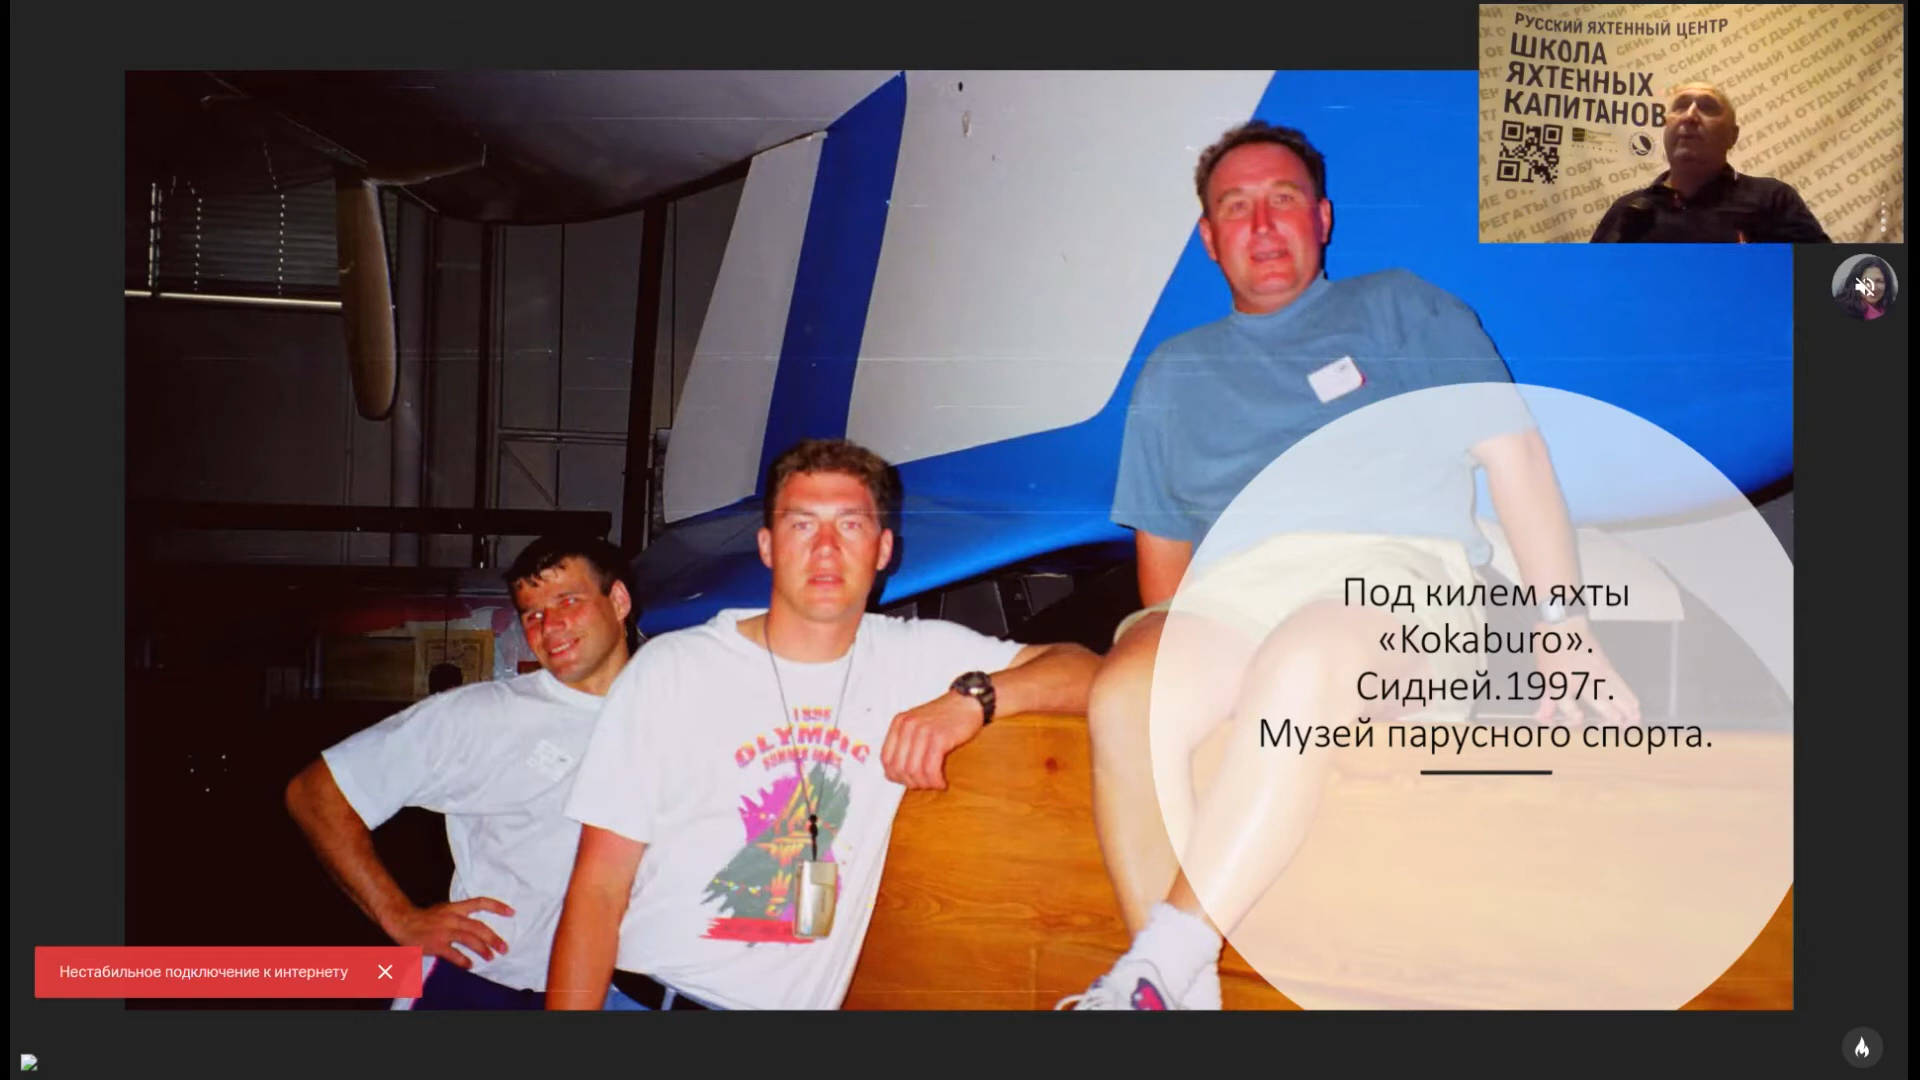 РУССКИЙ ЯХТЕННЫЙ ЦЕНТР
ШКОЛА
ЯХТЕННЫХ
КАПИТАНОВ
OLYMPIC
Под килем яхты
«Kokaburo».
Сидней.1997г.
Музей парусного спорта.
Нестабильное подключение к интернету